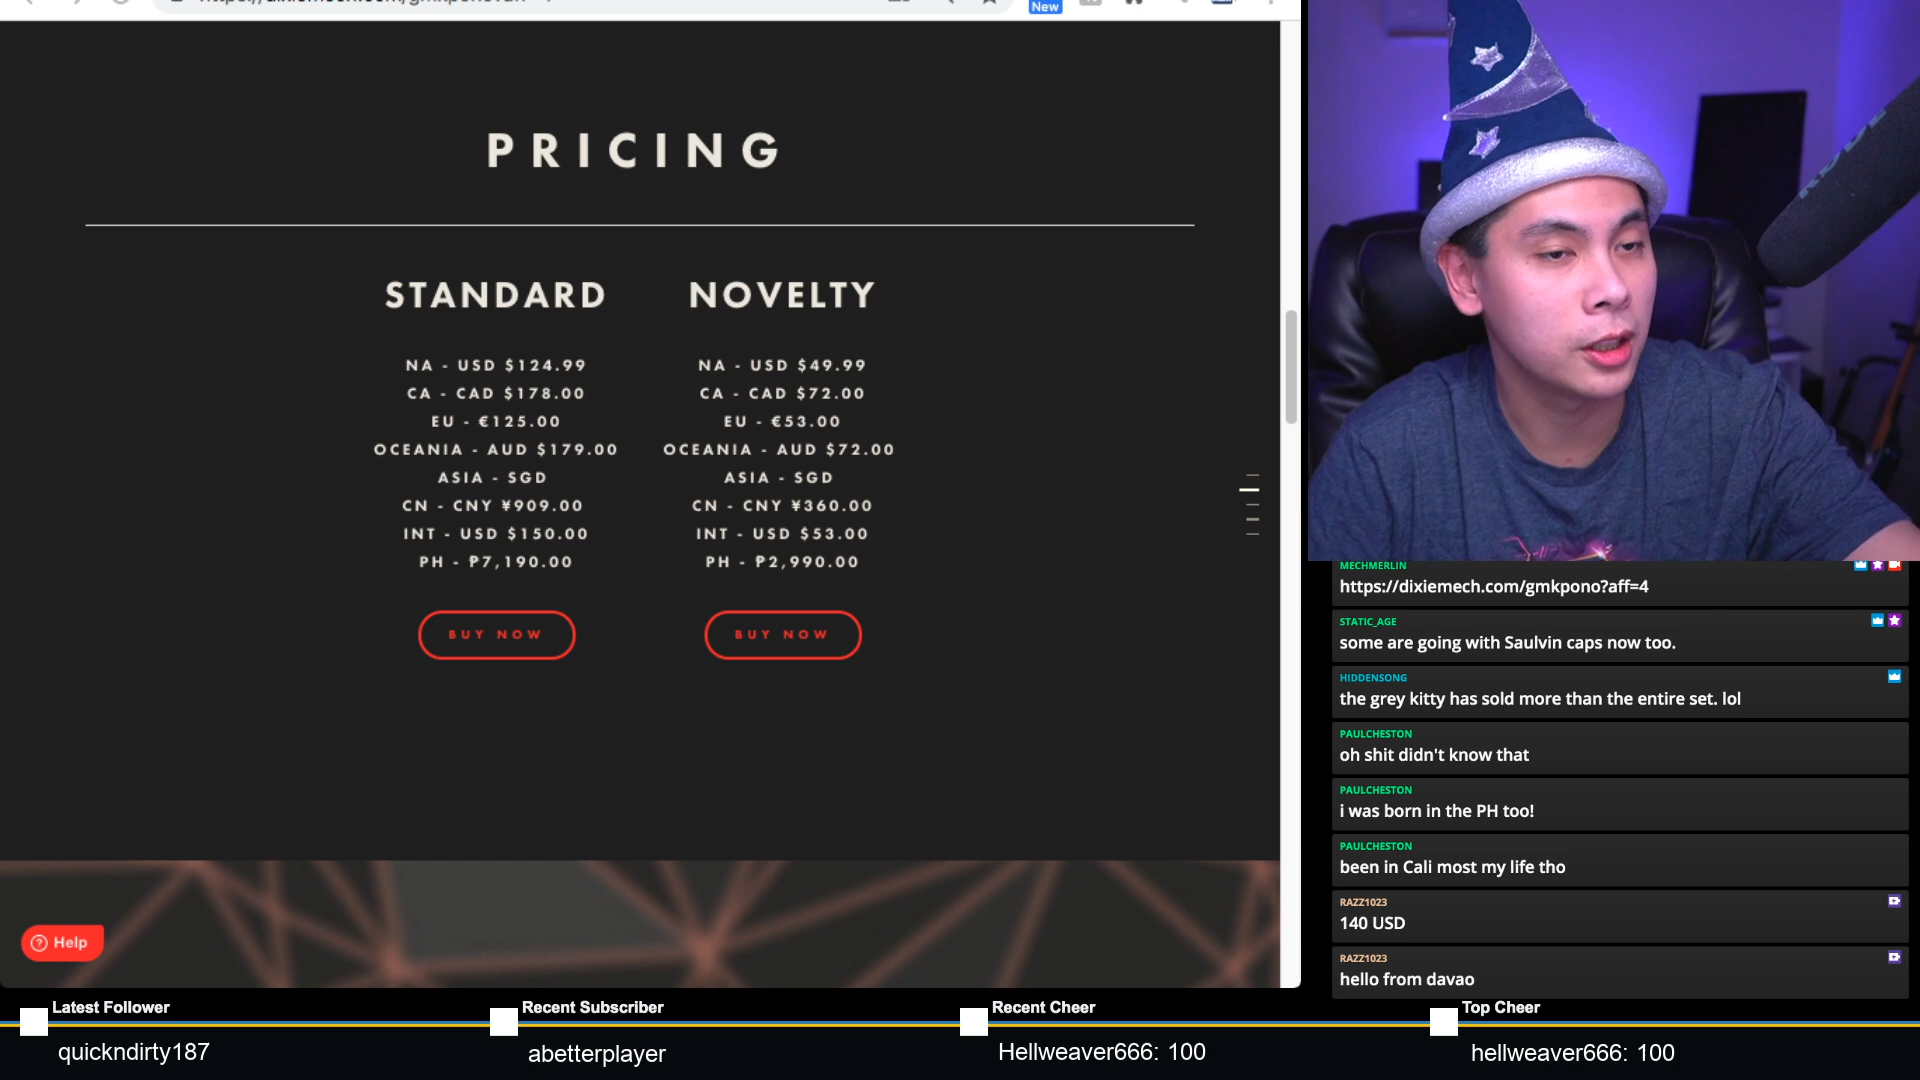 New
PRICING
STANDARD
NA - USD $124.99
CA - CAD $178.00
EU - €125.00
OCEANIA - AUD $179.00
ASIA - SGD
CN - CNY ¥909.00
INT - USD $150.00
PH - ₱7,190.00
BUY NOW
NOVELTY
NA - USD $49.99
CA - CAD $72.00
EU - €53.00
OCEANIA - AUD $72.00
ASIA - SGD
CN - CNY ¥360.00
INT - USD $53.00
PH - ₱2,990.00
BUY NOW
Help
MECHMERLIN
https://dixiemech.com/gmkpono?aff=4
STATIC_AGE
some are going with Saulvin caps now too.
HIDDENSONG
the grey kitty has sold more than the entire set. lol
PAULCHESTON
oh shit didn't know that
PAULCHESTON
i was born in the PH too!
PAULCHESTON
been in Cali most my life tho
RAZZ1023
140 USD
RAZZ1023
hello from davao
Latest Follower
quickndirty187
Recent Subscriber
abetterplayer
Recent Cheer
Hellweaver666: 100
Top Cheer
hellweaver666: 100